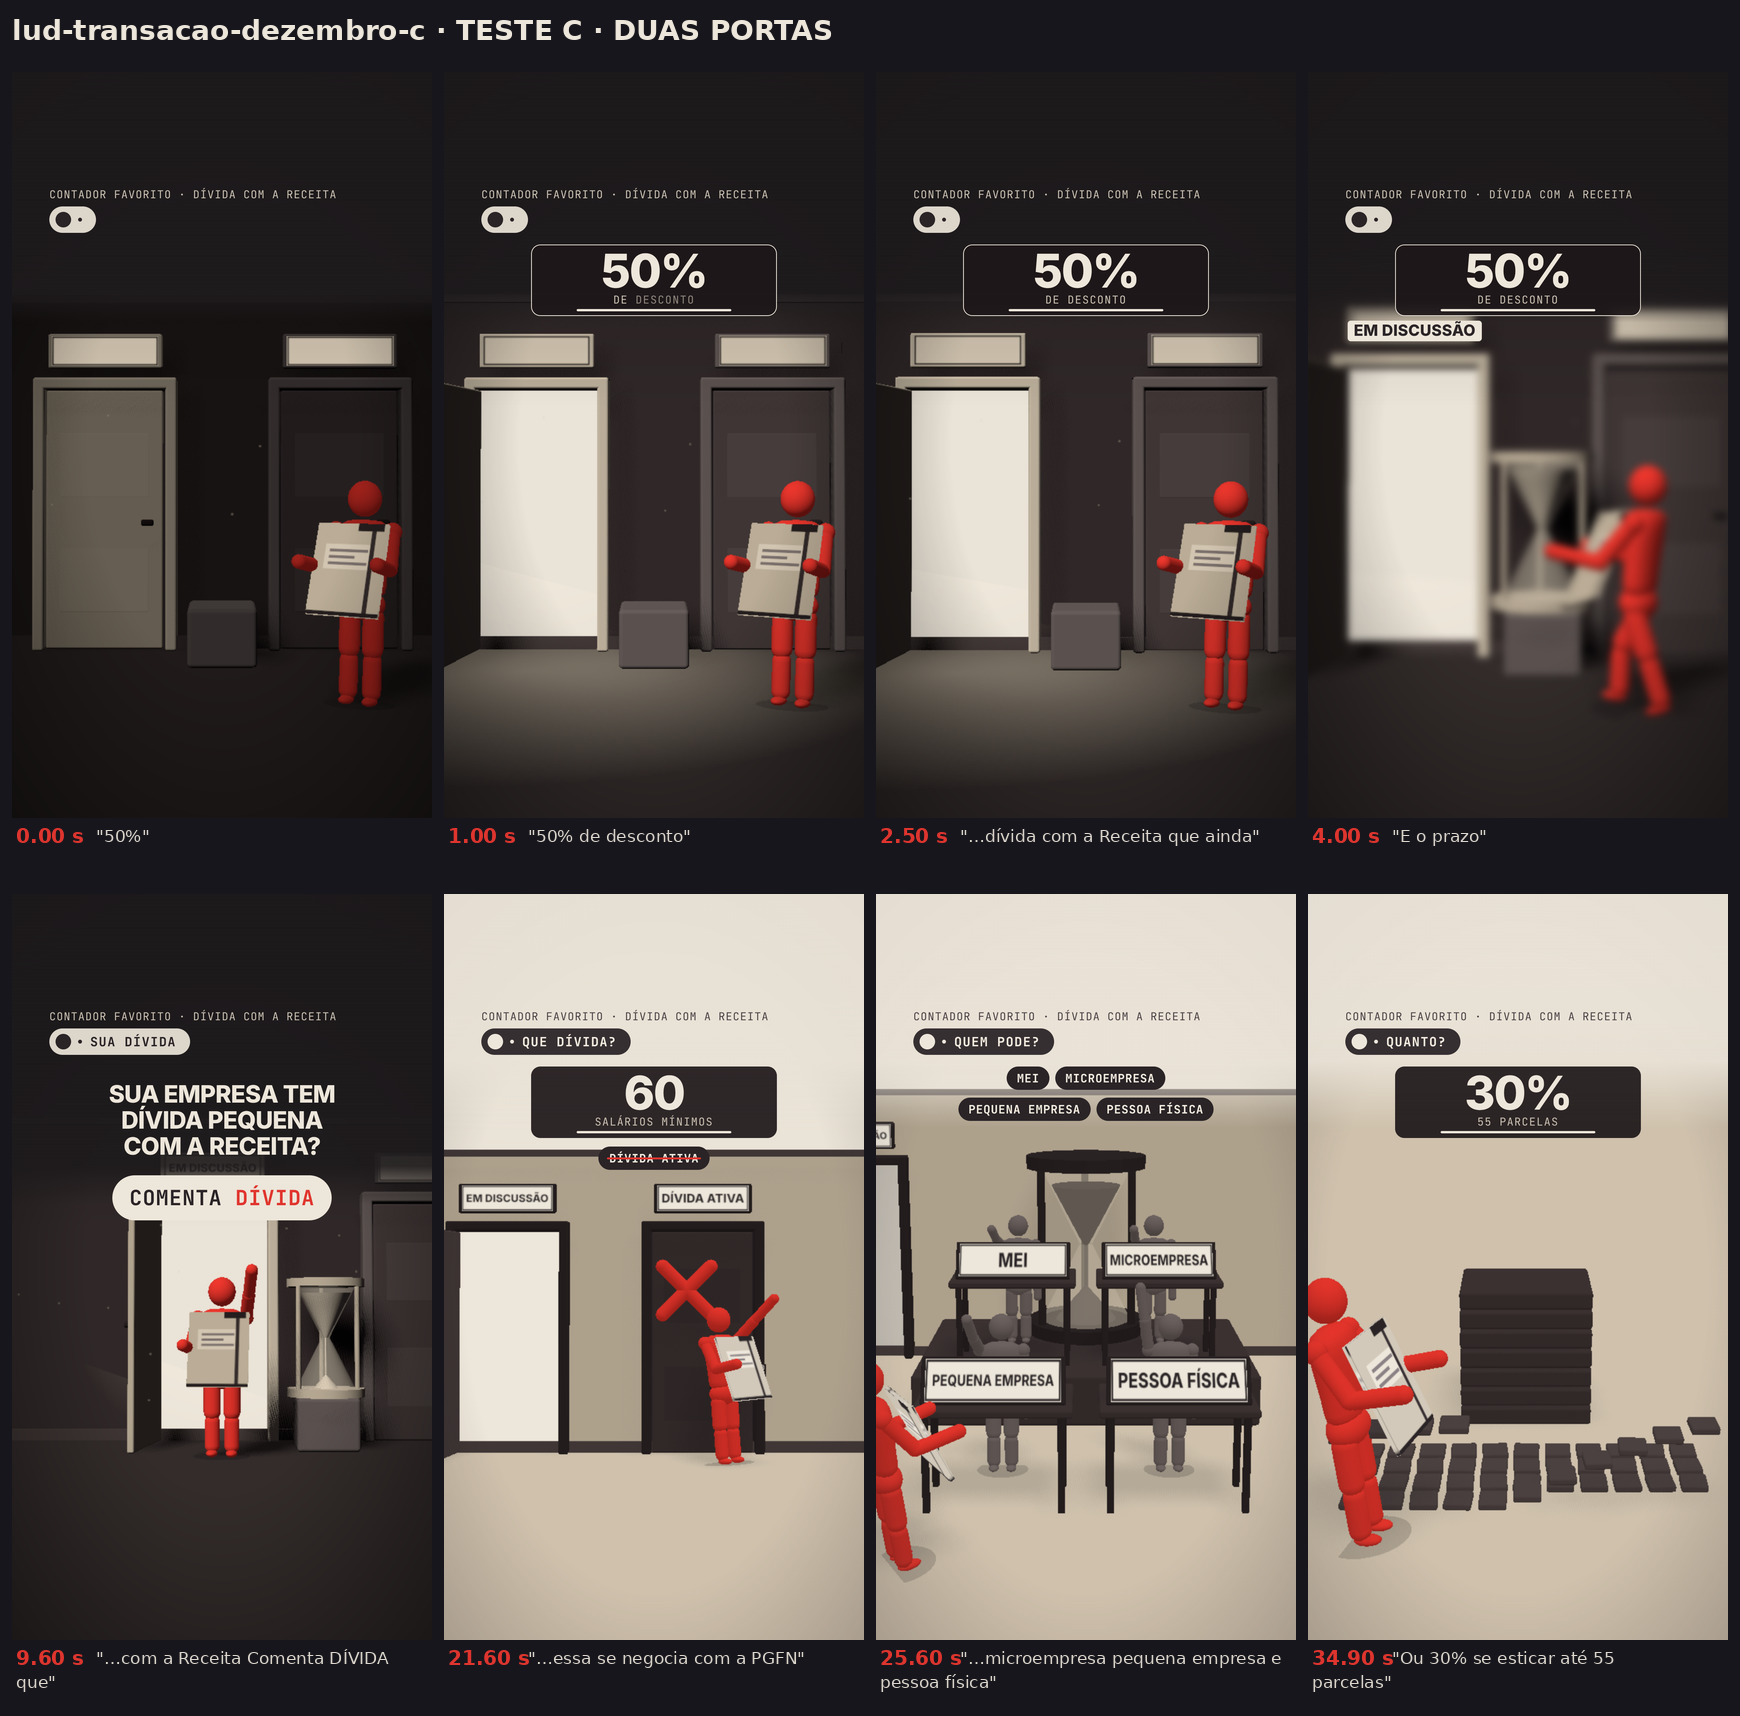 lud-transacao-dezembro-c · TESTE C · DUAS PORTAS
CONTADOR FAVORITO · DÍVIDA COM A RECEITA
0.00 s "50%"
CONTADOR FAVORITO · DÍVIDA COM A RECEITA
50%
DE DESCONTO
1.00 s "50% de desconto"
CONTADOR FAVORITO · DÍVIDA COM A RECEITA
50%
DE DESCONTO
2.50 s "...dívida com a Receita que ainda"
CONTADOR FAVORITO · DÍVIDA COM A RECEITA
50%
DE DESCONTO
EM DISCUSSÃO
4.00 s "E o prazo"
CONTADOR FAVORITO · DÍVIDA COM A RECEITA
• SUA DÍVIDA
SUA EMPRESA TEM
DÍVIDA PEQUENA
COM A RECEITA?
EM DISCUSSÃO
COMENTA DÍVIDA
9.60 s "...com a Receita Comenta DÍVIDA
que"
CONTADOR FAVORITO · DÍVIDA COM A RECEITA
• QUE DÍVIDA?
60
SALÁRIOS MÍNIMOS
DÍVIDA ATIVA
EM DISCUSSÃO
DÍVIDA ATIVA
21.60 s "...essa se negocia com a PGFN"
CONTADOR FAVORITO · DÍVIDA COM A RECEITA
• QUEM PODE?
MEI MICROEMPRESA
PEQUENA EMPRESA PESSOA FÍSICA
ÃO
MEI
MICROEMPRESA
PEQUENA EMPRESA
PESSOA FÍSICA
25.60 s "...microempresa pequena empresa e
pessoa física"
CONTADOR FAVORITO · DÍVIDA COM A RECEITA
• QUANTO?
30%
55 PARCELAS
34.90 s "Ou 30% se esticar até 55
parcelas"